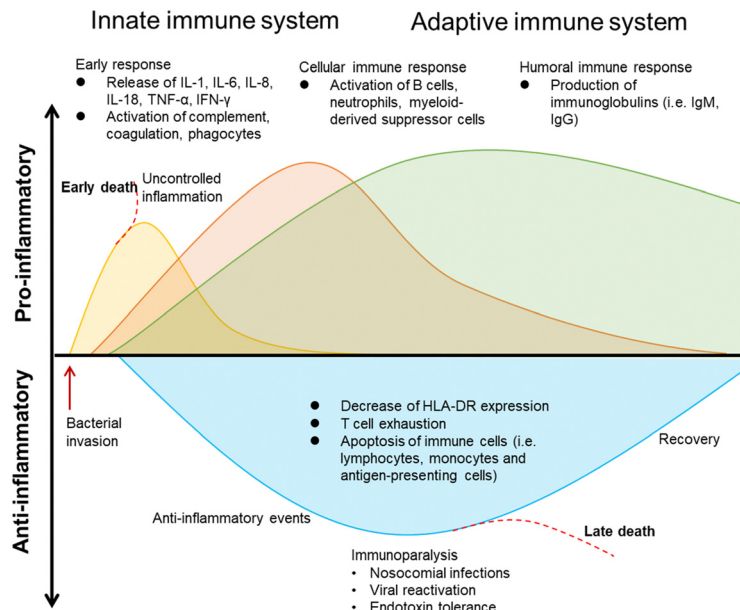 Innate immune system
Adaptive immune system
Early response
● Release of IL-1, IL-6, IL-8,
IL-18, TNF-α, IFN-γ
● Activation of complement,
coagulation, phagocytes
Cellular immune response
● Activation of B cells,
neutrophils, myeloid-
derived suppressor cells
Humoral immune response
● Production of
immunoglobulins (i.e. IgM,
IgG)
Pro-inflammatory
Early death
Uncontrolled
inflammation
Anti-inflammatory
Bacterial
invasion
● Decrease of HLA-DR expression
● T cell exhaustion
● Apoptosis of immune cells (i.e.
lymphocytes, monocytes and
antigen-presenting cells)
Recovery
Anti-inflammatory events
Late death
Immunoparalysis
• Nosocomial infections
• Viral reactivation
• Endotoxin tolerance